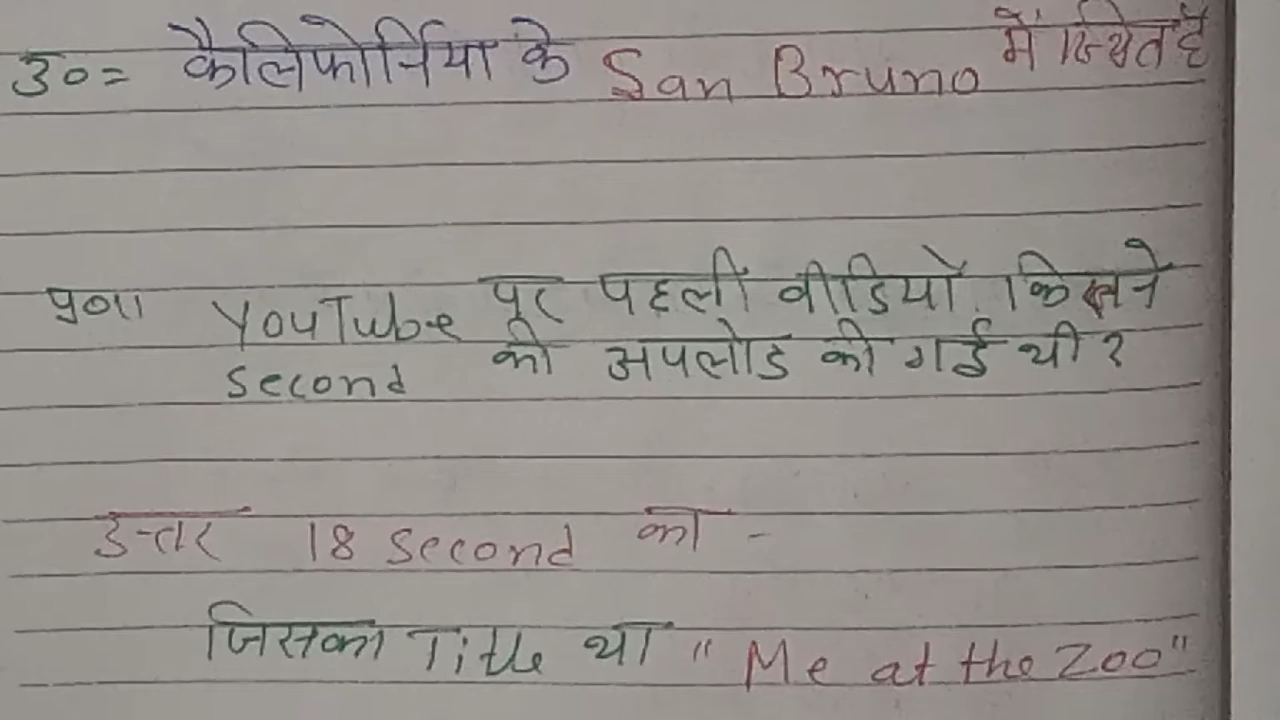 उ०= कैलिफोर्निया के San Bruno में स्थित है
प्र०11 YouTube पर पहली वीडियो कितने
second की अपलोड की गई थी ?
उत्तर 18 second का -
जिसका Title था "Me at the Zoo"